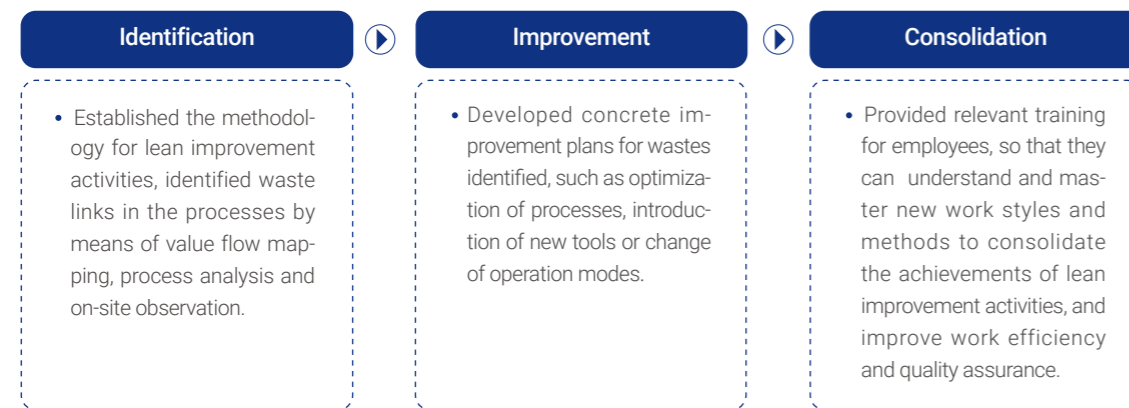 Identification
Improvement
Consolidation
• Established the methodol-
ogy for lean improvement
activities, identified waste
links in the processes by
means of value flow map-
ping, process analysis and
on-site observation.
• Developed concrete im-
provement plans for wastes
identified, such as optimiza-
tion of processes, introduc-
tion of new tools or change
of operation modes.
• Provided relevant training
for employees, so that they
can understand and mas-
ter new work styles and
methods to consolidate
the achievements of lean
improvement activities, and
improve work efficiency
and quality assurance.